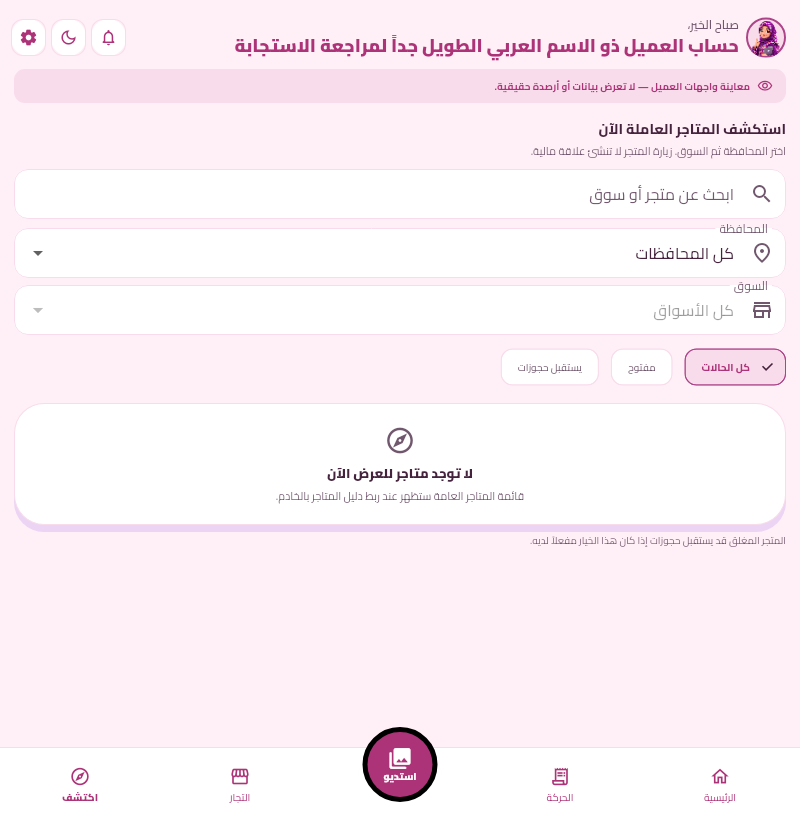 صباح الخير،
حساب العميل ذو الاسم العربي الطويل جداً لمراجعة الاستجابة
معاينة واجهات العميل — لا تعرض بيانات أو أرصدة حقيقية.
استكشف المتاجر العاملة الآن
اختر المحافظة ثم السوق. زيارة المتجر لا تنشئ علاقة مالية.
ابحث عن متجر أو سوق
المحافظة
كل المحافظات
السوق
كل الأسواق
كل الحالات
مفتوح
يستقبل حجوزات
لا توجد متاجر للعرض الآن
قائمة المتاجر العامة ستظهر عند ربط دليل المتاجر بالخادم.
المتجر المغلق قد يستقبل حجوزات إذا كان هذا الخيار مفعلاً لديه.
الرئيسية
الحركة
استديو
التجار
اكتشف